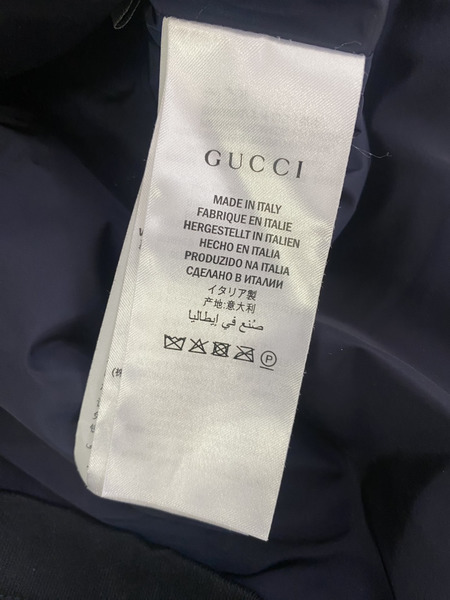 GUCCI
MADE IN ITALY
FABRIQUE EN ITALIE
HERGESTELLT IN ITALIEN
HECHO EN ITALIA
PRODUZIDO NA ITALIA
СДЕЛАНО В ИТАЛИИ
イタリア製
产地:意大利
صنع في إيطاليا
P